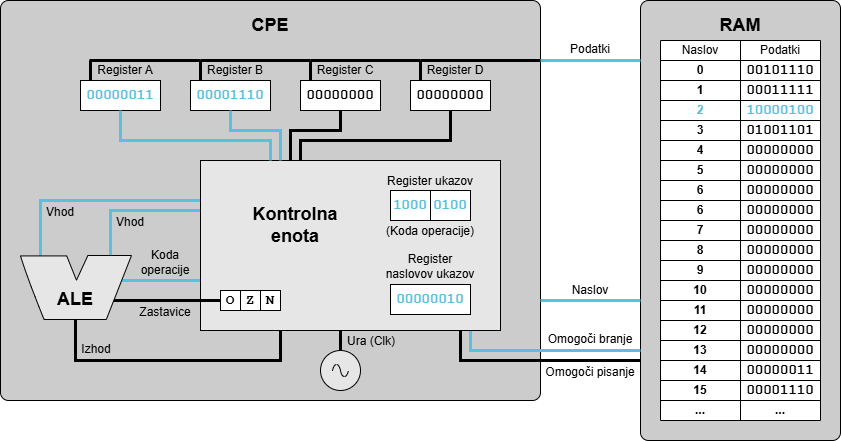 CPE
Register A
Register B
Register C
Register D
00000011
00001110
00000000
00000000
Kontrolna
enota
Register ukazov
1000 0100
(Koda operacije)
Register
naslovov ukazov
00000010
O Z N
Vhod
Vhod
Koda
operacije
ALE
Zastavice
Izhod
Ura (Clk)
Podatki
Naslov
Omogoči branje
Omogoči pisanje
RAM
Naslov Podatki
0 00101110
1 00011111
2 10000100
3 01001101
4 00000000
5 00000000
6 00000000
6 00000000
7 00000000
8 00000000
9 00000000
10 00000000
11 00000000
12 00000000
13 00000000
14 00000011
15 00001110
... ...